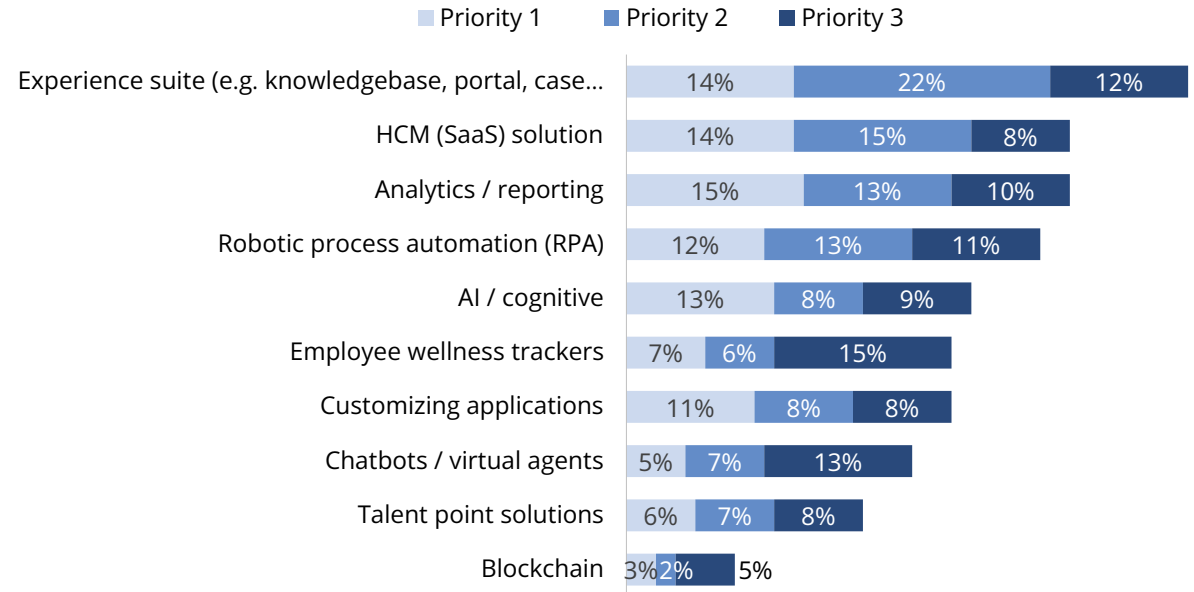 Priority 1 Priority 2 Priority 3
Experience suite (e.g. knowledgebase, portal, case... 14% 22% 12%
HCM (SaaS) solution 14% 15% 8%
Analytics / reporting 15% 13% 10%
Robotic process automation (RPA) 12% 13% 11%
AI / cognitive 13% 8% 9%
Employee wellness trackers 7% 6% 15%
Customizing applications 11% 8% 8%
Chatbots / virtual agents 5% 7% 13%
Talent point solutions 6% 7% 8%
Blockchain 3% 2% 5%